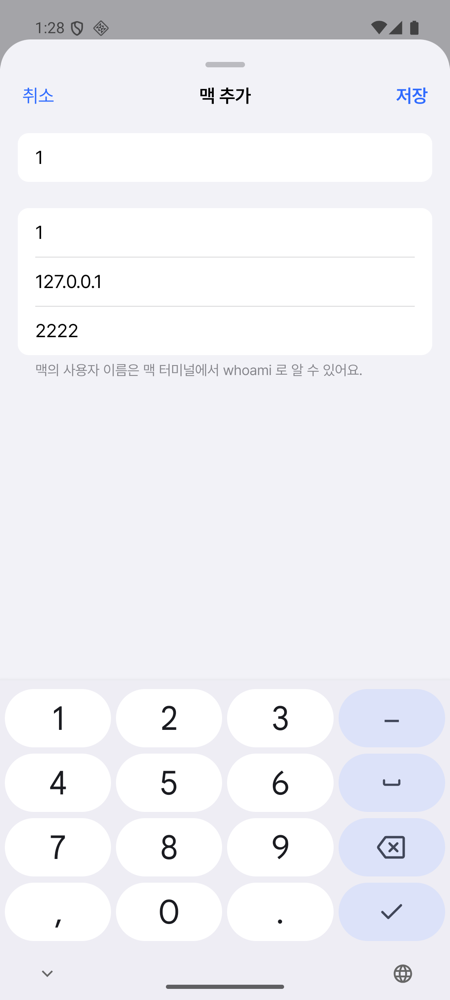 1:28
취소
맥 추가
저장
1
1
127.0.0.1
2222
맥의 사용자 이름은 맥 터미널에서 whoami 로 알 수 있어요.
1 2 3 –
4 5 6
7 8 9
, 0 .